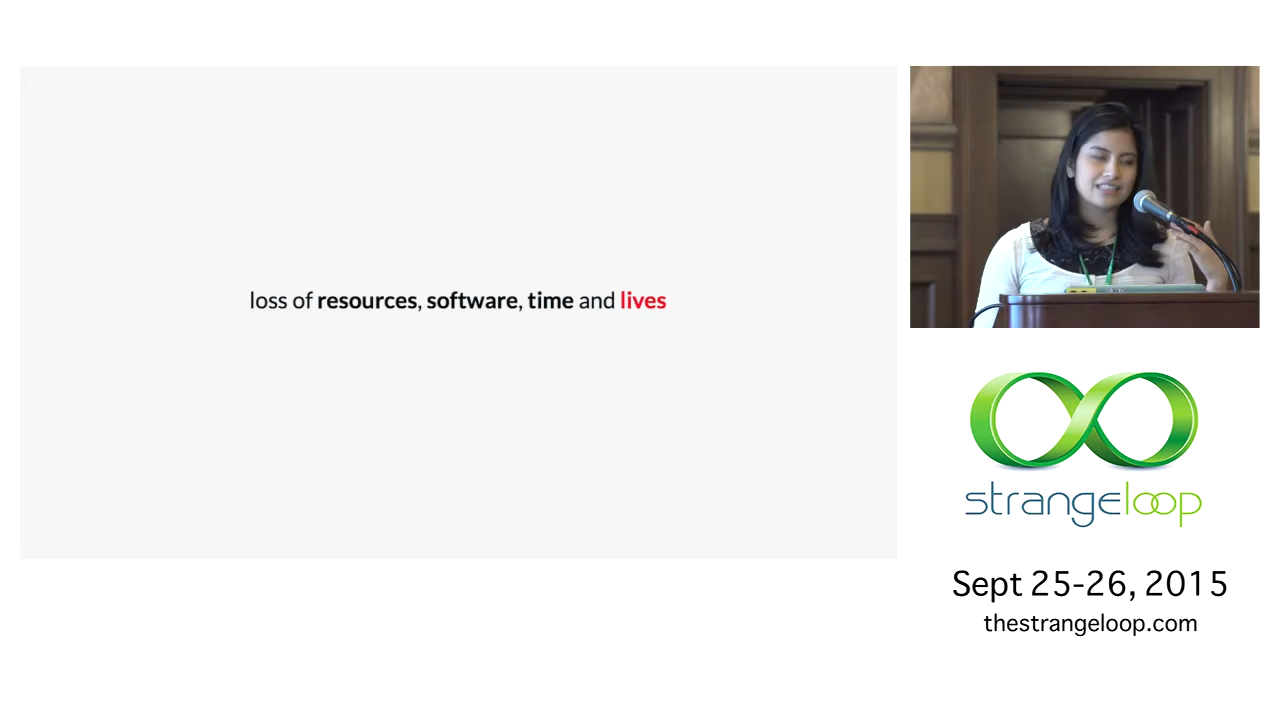 loss of resources, software, time and lives
strangeloop
Sept 25-26, 2015
thestrangeloop.com